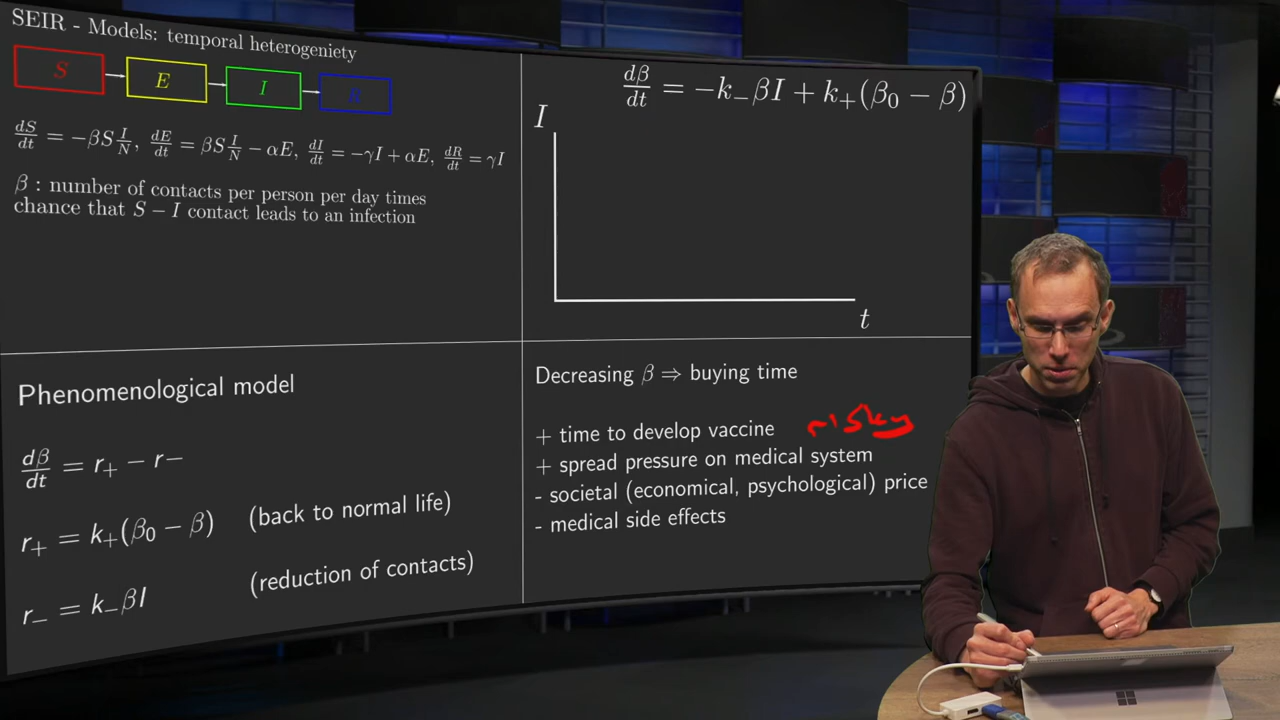 SEIR - Models: temporal heterogeniety
S E I R
dS/dt = −βS I/N, dE/dt = βS I/N − αE, dI/dt = −γI + αE, dR/dt = γI
β : number of contacts per person per day times
chance that S − I contact leads to an infection
dβ/dt = −k₋βI + k₊(β₀ − β)
I
t
Phenomenological model
dβ/dt = r₊ − r−
r₊ = k₊(β₀ − β) (back to normal life)
r₋ = k₋βI (reduction of contacts)
Decreasing β ⇒ buying time
+ time to develop vaccine risky
+ spread pressure on medical system
- societal (economical, psychological) price
- medical side effects